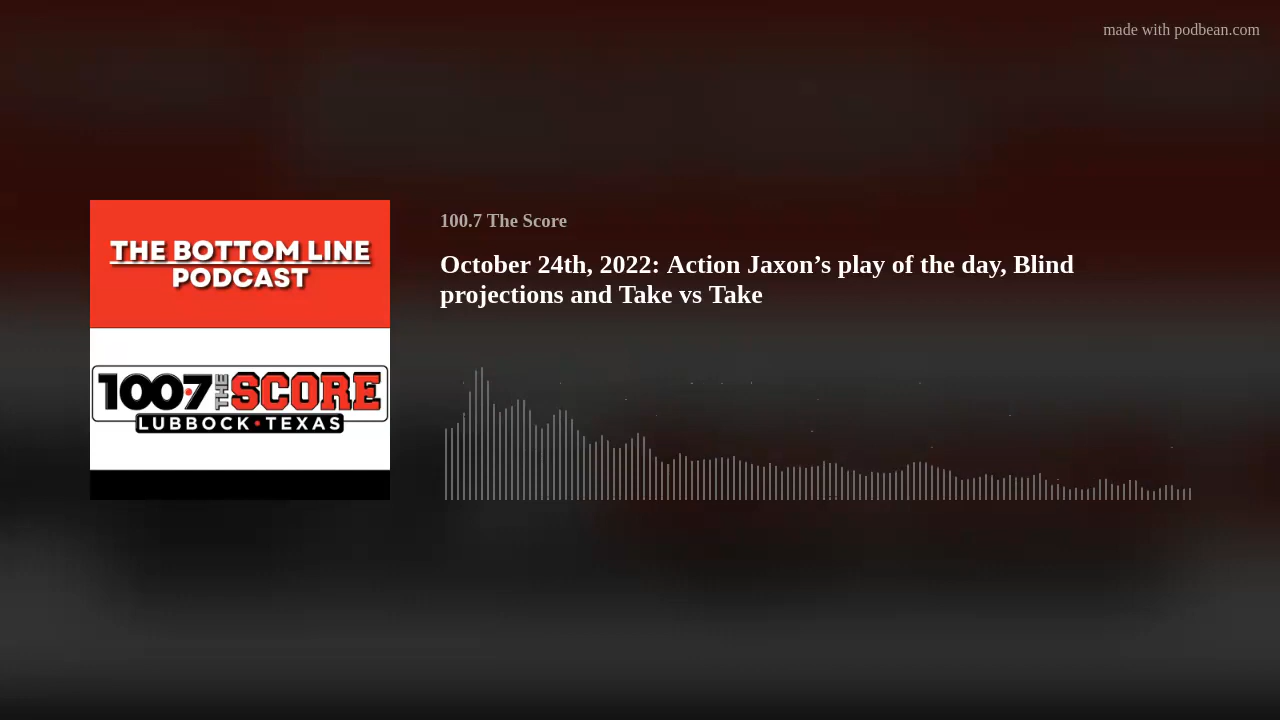 made with podbean.com
THE BOTTOM LINE
PODCAST
100.7 THE SCORE
LUBBOCK • TEXAS
100.7 The Score
October 24th, 2022: Action Jaxon’s play of the day, Blind
projections and Take vs Take